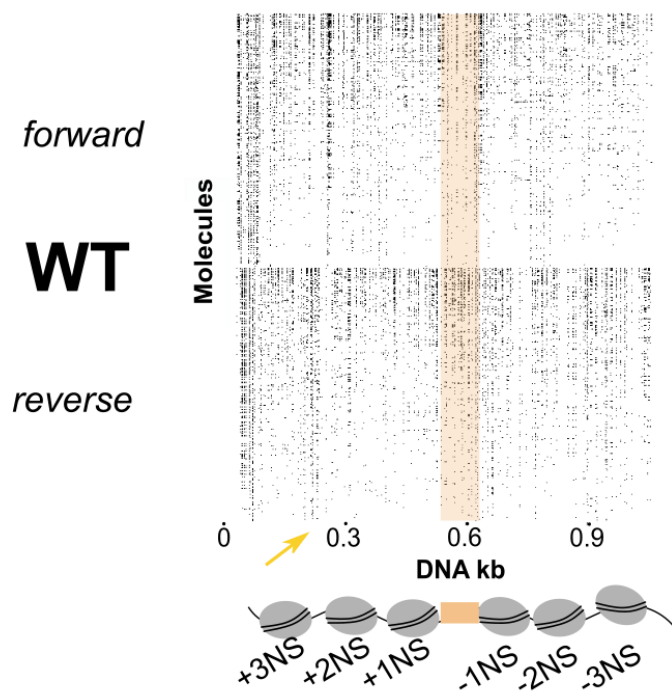 forward
WT
reverse
Molecules
0 0.3 0.6 0.9
DNA kb
+3NS +2NS +1NS -1NS -2NS -3NS